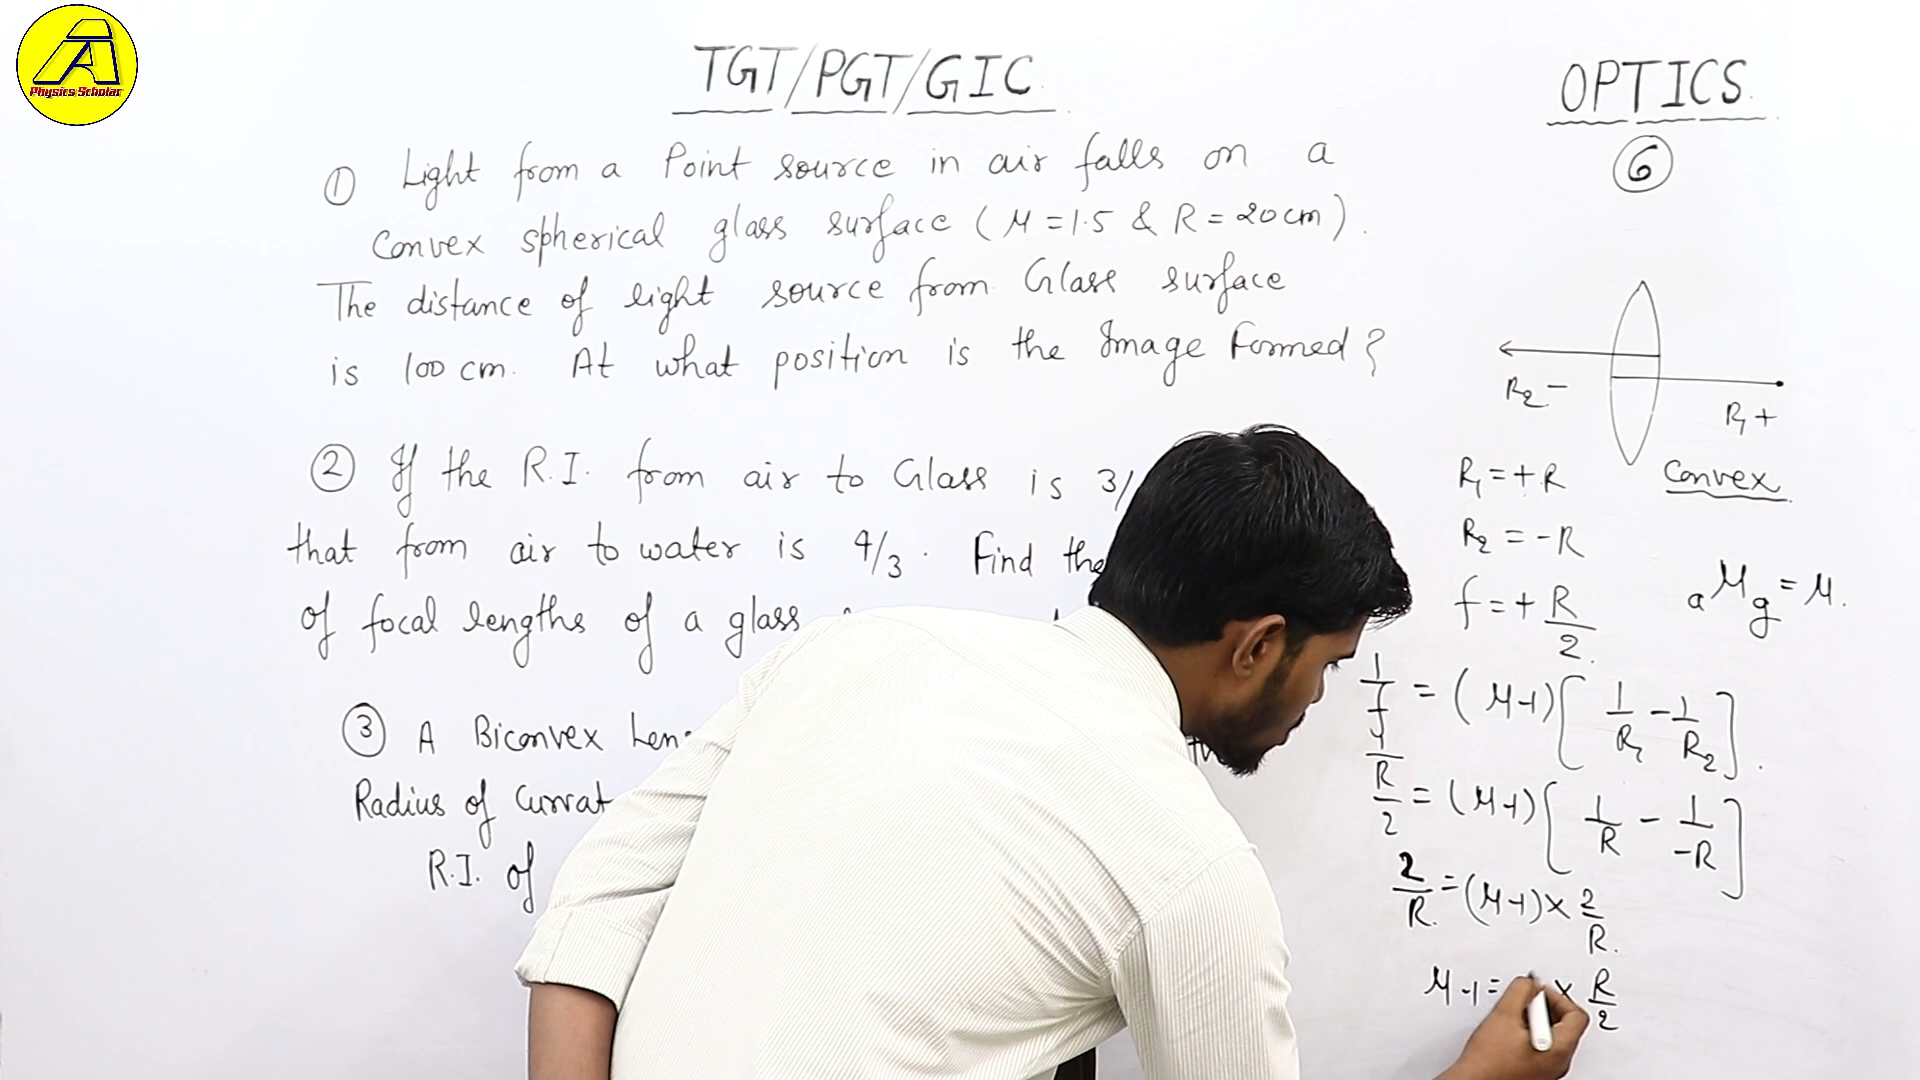 A
Physics Scholar
TGT/PGT/GIC
OPTICS
6
① Light from a Point source in air falls on a
Convex spherical glass surface (μ = 1.5 & R = 20 cm).
The distance of light source from Glass surface
is 100 cm. At what position is the Image Formed?
② If the R.I. from air to Glass is 3/
that from air to water is 4/3. Find the
of focal lengths of a glass
③ A Biconvex Lens
Radius of Curvat
R.I. of
R₂ -
R₁ +
Convex
R₁ = + R
R₂ = - R
f = + R/2.
aμg = μ.
1/f = (μ-1)[1/R₁ - 1/R₂].
1/R/2 = (μ-1)[1/R - 1/-R]
2/R. = (μ-1) × 2/R.
μ-1 = × R/2